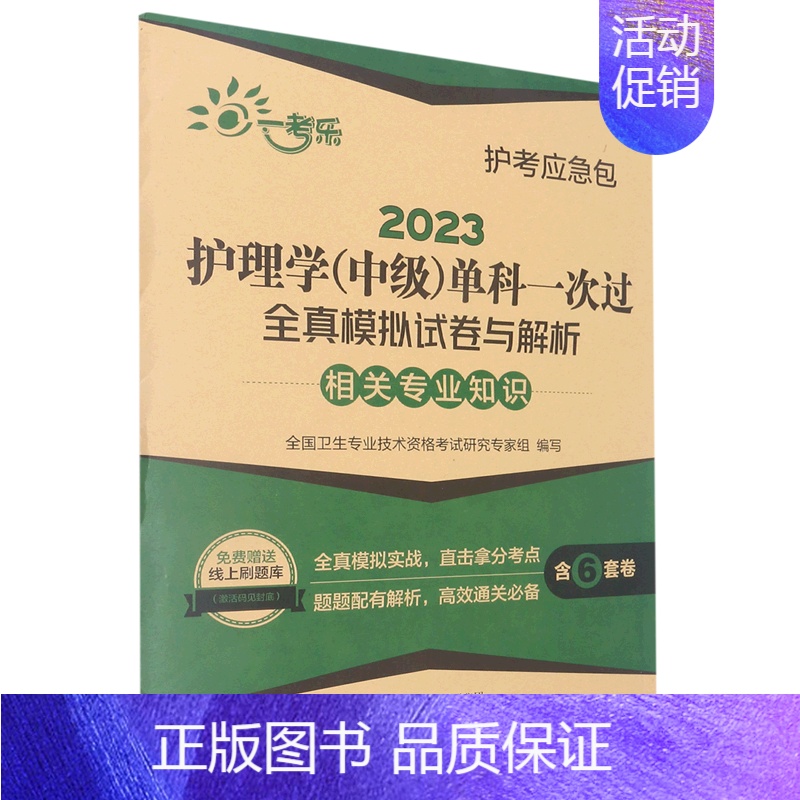 活动
促销
一考乐
护考应急包
2023
护理学(中级)单科一次过
全真模拟试卷与解析
相关专业知识
全国卫生专业技术资格考试研究专家组 编写
免费赠送
线上刷题库
(激活码见封底)
全真模拟实战,直击拿分考点
题题配有解析,高效通关必备
含6套卷
正版图书 品质保证